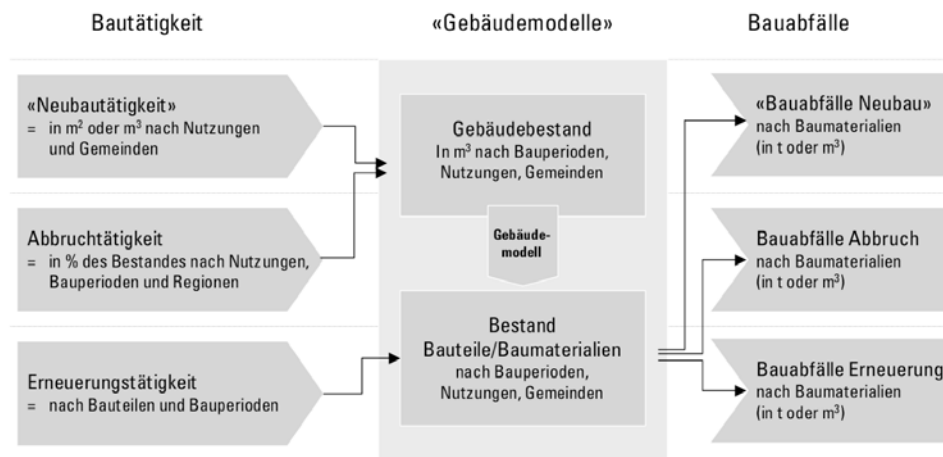 Bautätigkeit
«Gebäudemodelle»
Bauabfälle
«Neubautätigkeit»
= in m² oder m³ nach Nutzungen
und Gemeinden
Abbruchtätigkeit
= in % des Bestandes nach Nutzungen,
Bauperioden und Regionen
Erneuerungstätigkeit
= nach Bauteilen und Bauperioden
Gebäudebestand
In m³ nach Bauperioden,
Nutzungen, Gemeinden
Gebäude-
modell
Bestand
Bauteile/Baumaterialien
nach Bauperioden,
Nutzungen, Gemeinden
«Bauabfälle Neubau»
nach Baumaterialien
(in t oder m³)
Bauabfälle Abbruch
nach Baumaterialien
(in t oder m³)
Bauabfälle Erneuerung
nach Baumaterialien
(in t oder m³)